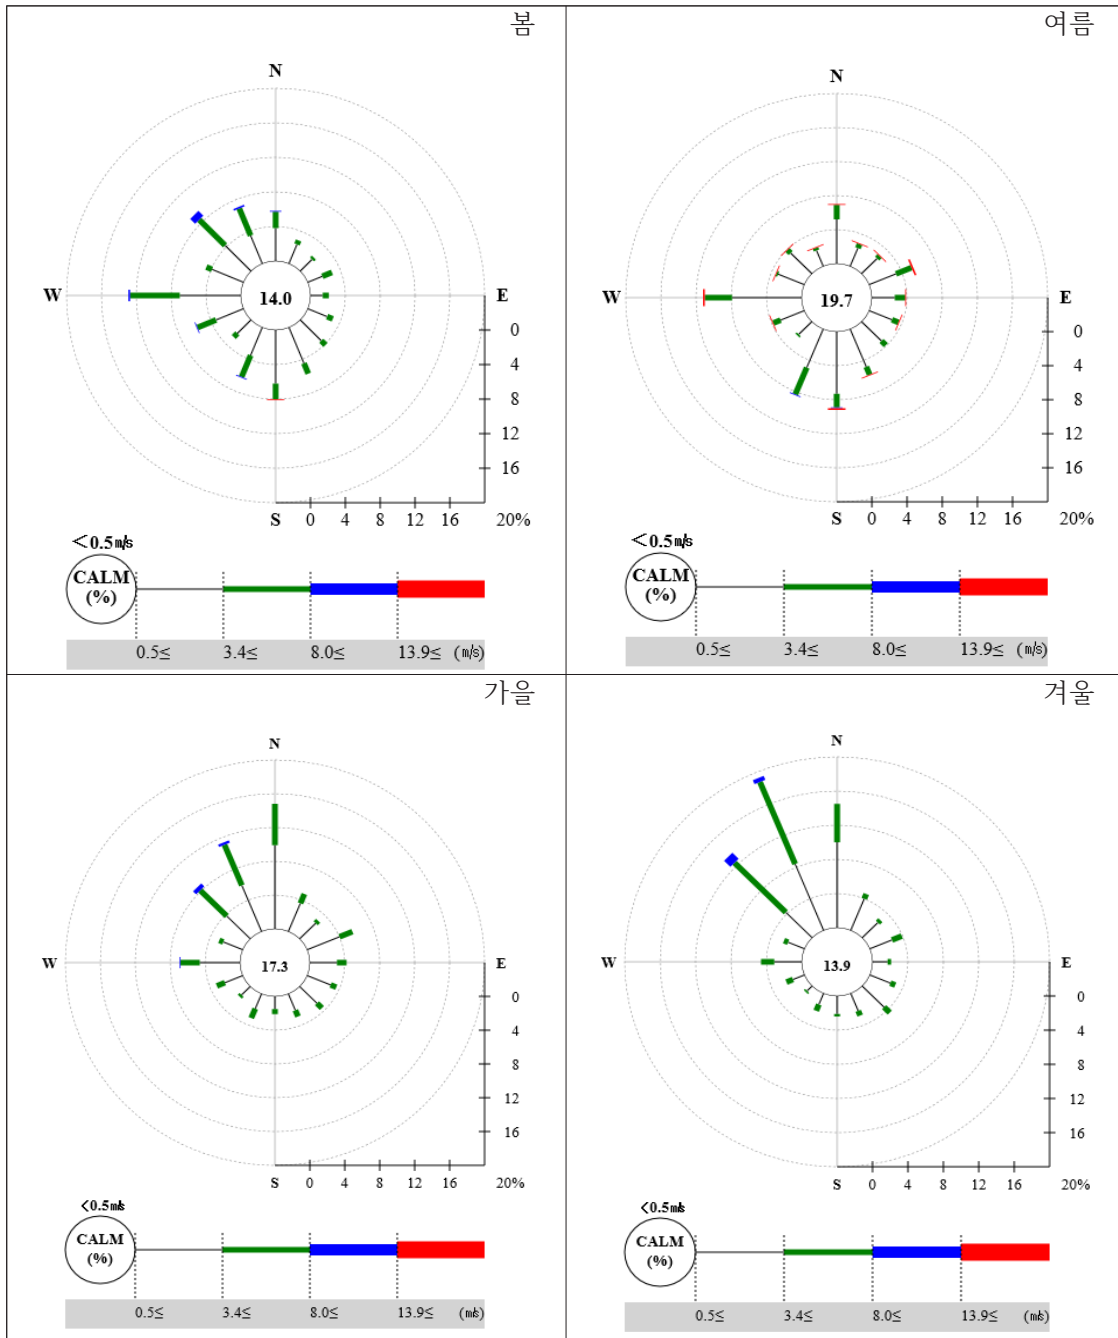 봄
N
W
14.0
E
0
4
8
12
16
S 0 4 8 12 16 20%
<0.5㎧
CALM
(%)
0.5≤ 3.4≤ 8.0≤ 13.9≤ (㎧)
여름
N
W
19.7
E
0
4
8
12
16
S 0 4 8 12 16 20%
<0.5㎧
CALM
(%)
0.5≤ 3.4≤ 8.0≤ 13.9≤ (㎧)
가을
N
W
17.3
E
0
4
8
12
16
S 0 4 8 12 16 20%
<0.5㎧
CALM
(%)
0.5≤ 3.4≤ 8.0≤ 13.9≤ (㎧)
겨울
N
W
13.9
E
0
4
8
12
16
S 0 4 8 12 16 20%
<0.5㎧
CALM
(%)
0.5≤ 3.4≤ 8.0≤ 13.9≤ (㎧)